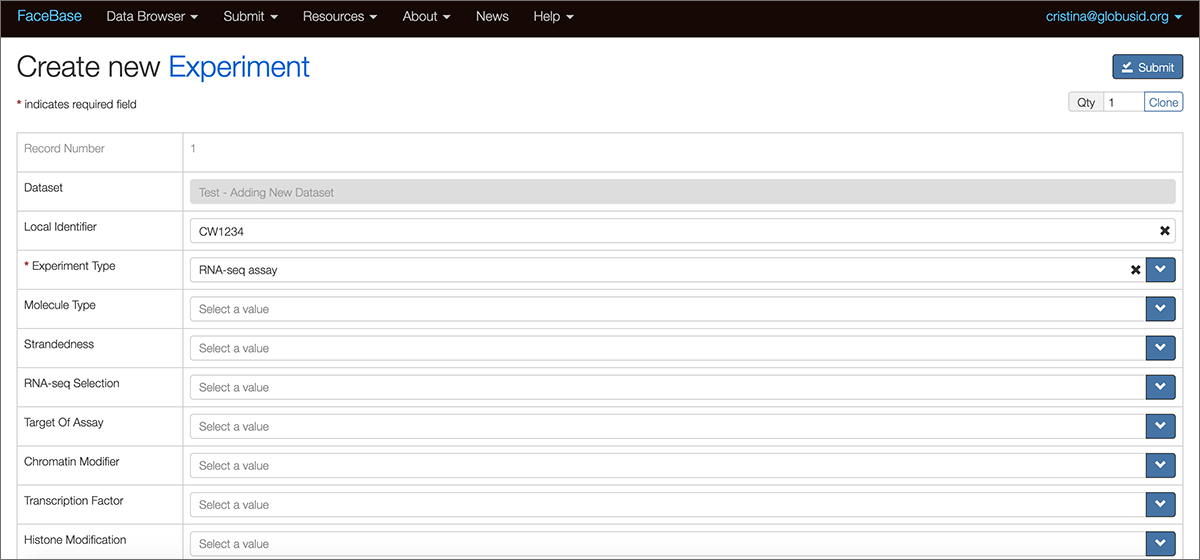 FaceBase Data Browser Submit Resources About News Help cristina@globusid.org
Create new Experiment
Submit
* indicates required field
Qty 1 Clone
Record Number 1
Dataset Test - Adding New Dataset
Local Identifier CW1234
* Experiment Type RNA-seq assay
Molecule Type Select a value
Strandedness Select a value
RNA-seq Selection Select a value
Target Of Assay Select a value
Chromatin Modifier Select a value
Transcription Factor Select a value
Histone Modification Select a value